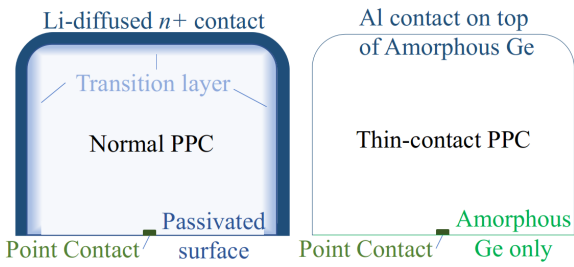 Li-diffused n+ contact
Transition layer
Normal PPC
Point Contact
Passivated
surface
Al contact on top
of Amorphous Ge
Thin-contact PPC
Point Contact
Amorphous
Ge only